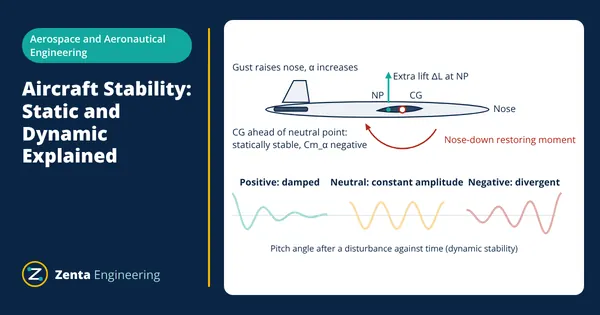 Aerospace and Aeronautical
Engineering
Aircraft Stability:
Static and
Dynamic
Explained
Zenta Engineering
Gust raises nose, α increases
Extra lift ΔL at NP
NP
CG
Nose
CG ahead of neutral point:
statically stable, Cm_α negative
Nose-down restoring moment
Positive: damped
Neutral: constant amplitude
Negative: divergent
Pitch angle after a disturbance against time (dynamic stability)